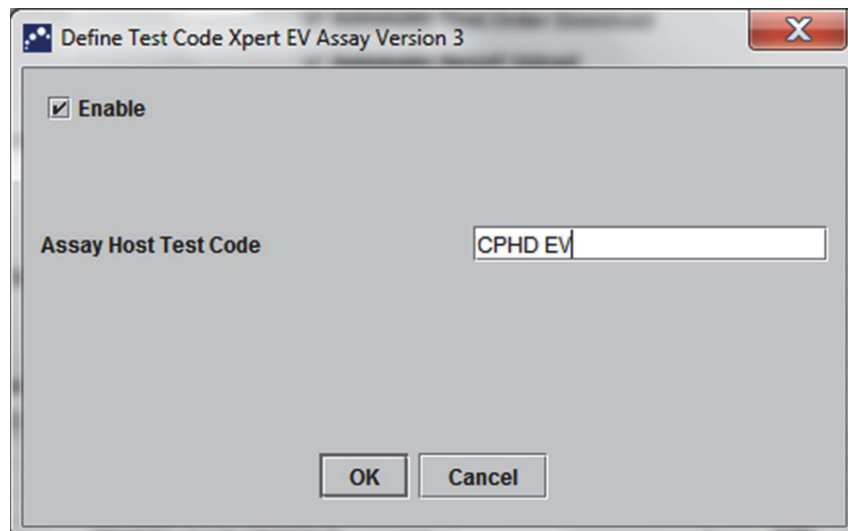 Define Test Code Xpert EV Assay Version 3
Enable
Assay Host Test Code
CPHD EV
OK
Cancel